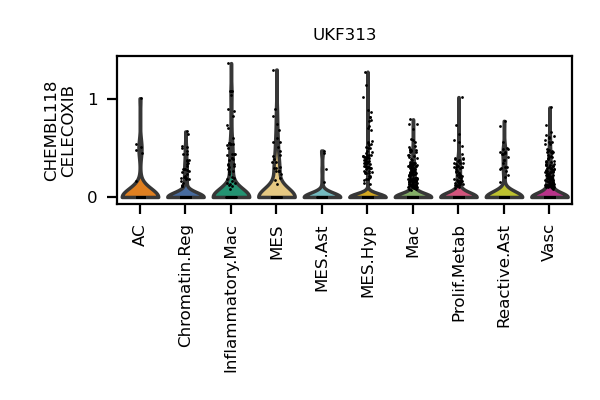 UKF313
CHEMBL118
CELECOXIB
1
0
AC
Chromatin.Reg
Inflammatory.Mac
MES
MES.Ast
MES.Hyp
Mac
Prolif.Metab
Reactive.Ast
Vasc